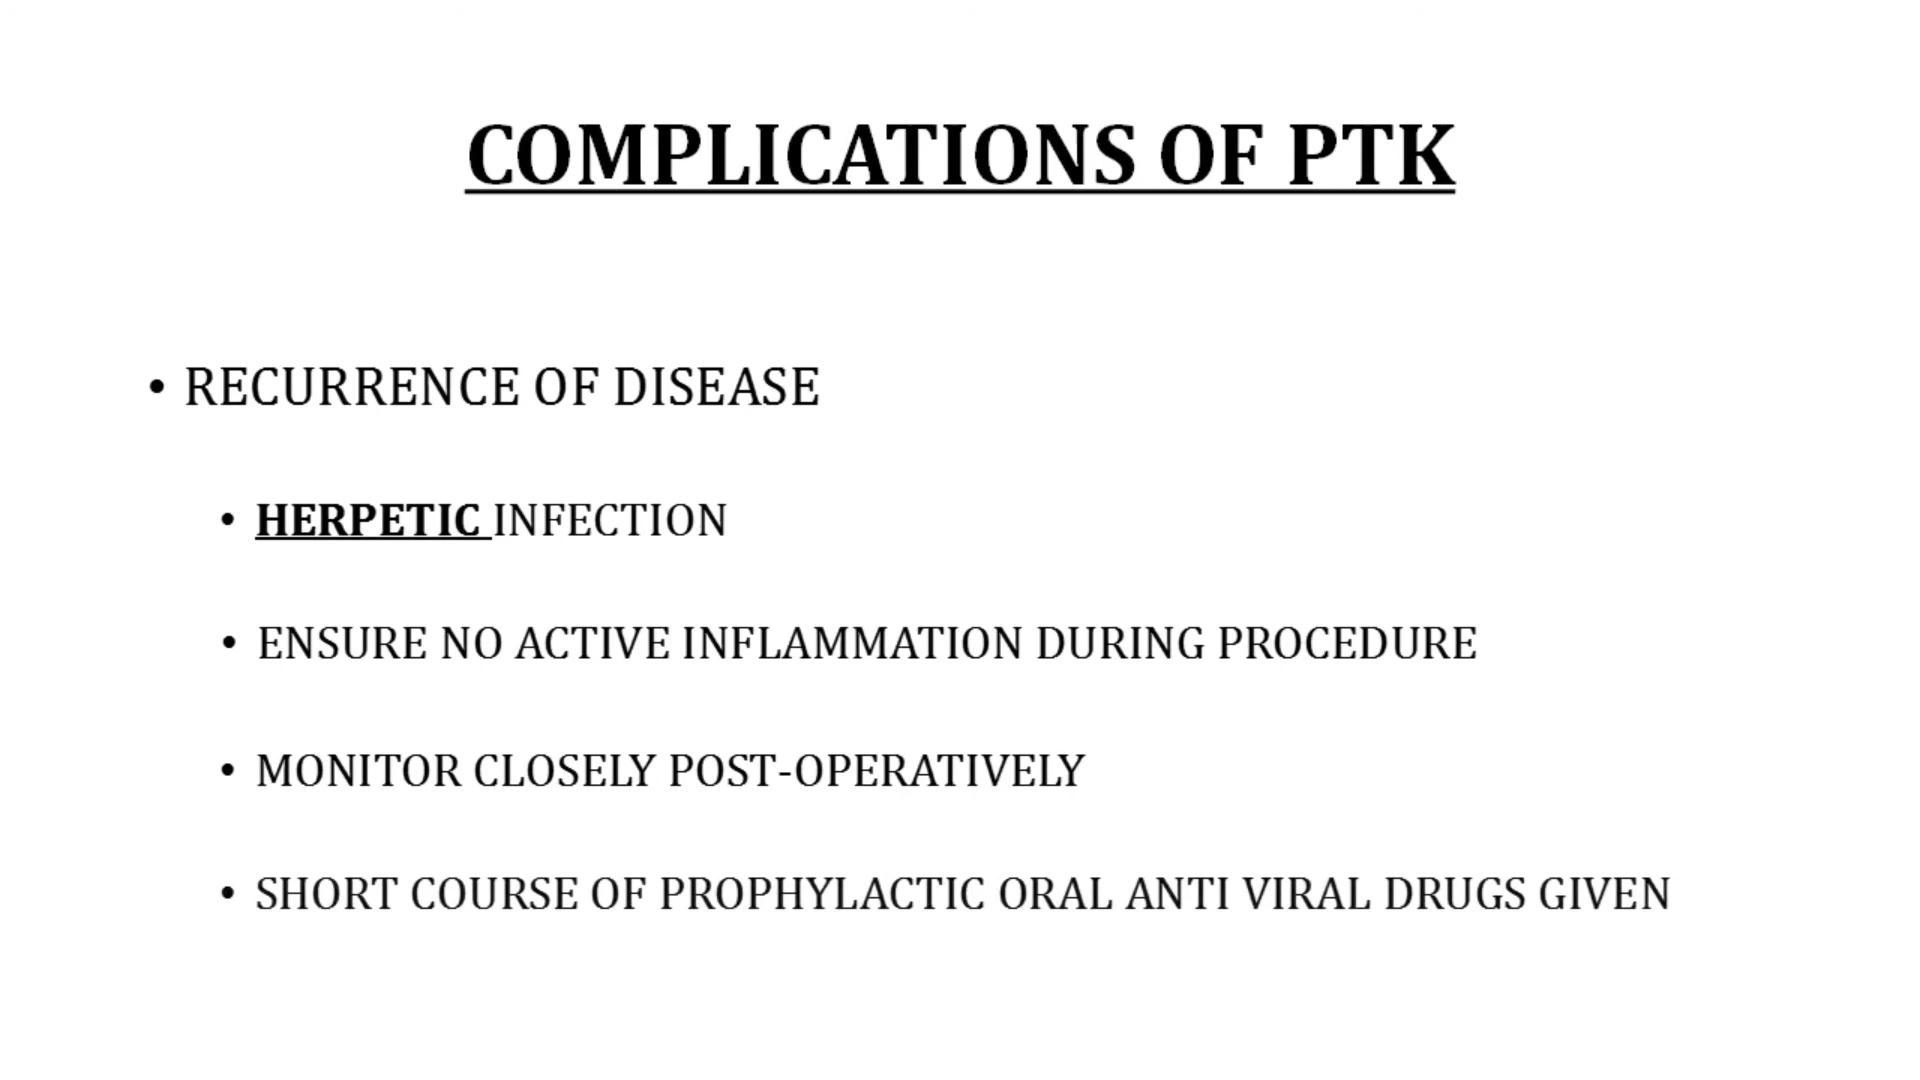 COMPLICATIONS OF PTK
• RECURRENCE OF DISEASE
• HERPETIC INFECTION
• ENSURE NO ACTIVE INFLAMMATION DURING PROCEDURE
• MONITOR CLOSELY POST-OPERATIVELY
• SHORT COURSE OF PROPHYLACTIC ORAL ANTI VIRAL DRUGS GIVEN